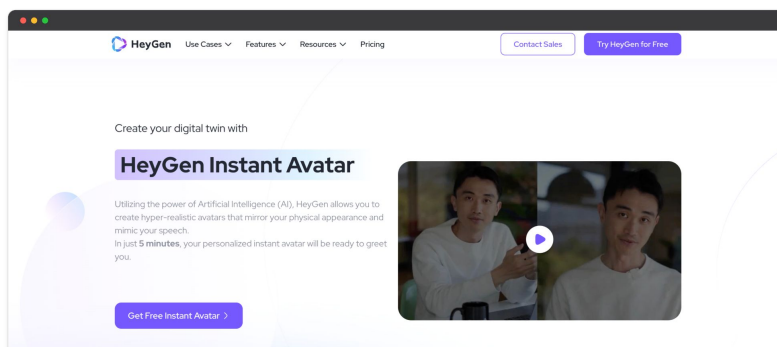 HeyGen Use Cases Features Resources Pricing Contact Sales Try HeyGen for Free
Create your digital twin with
HeyGen Instant Avatar
Utilizing the power of Artificial Intelligence (AI), HeyGen allows you to
create hyper-realistic avatars that mirror your physical appearance and
mimic your speech.
In just 5 minutes, your personalized instant avatar will be ready to greet
you.
Get Free Instant Avatar >